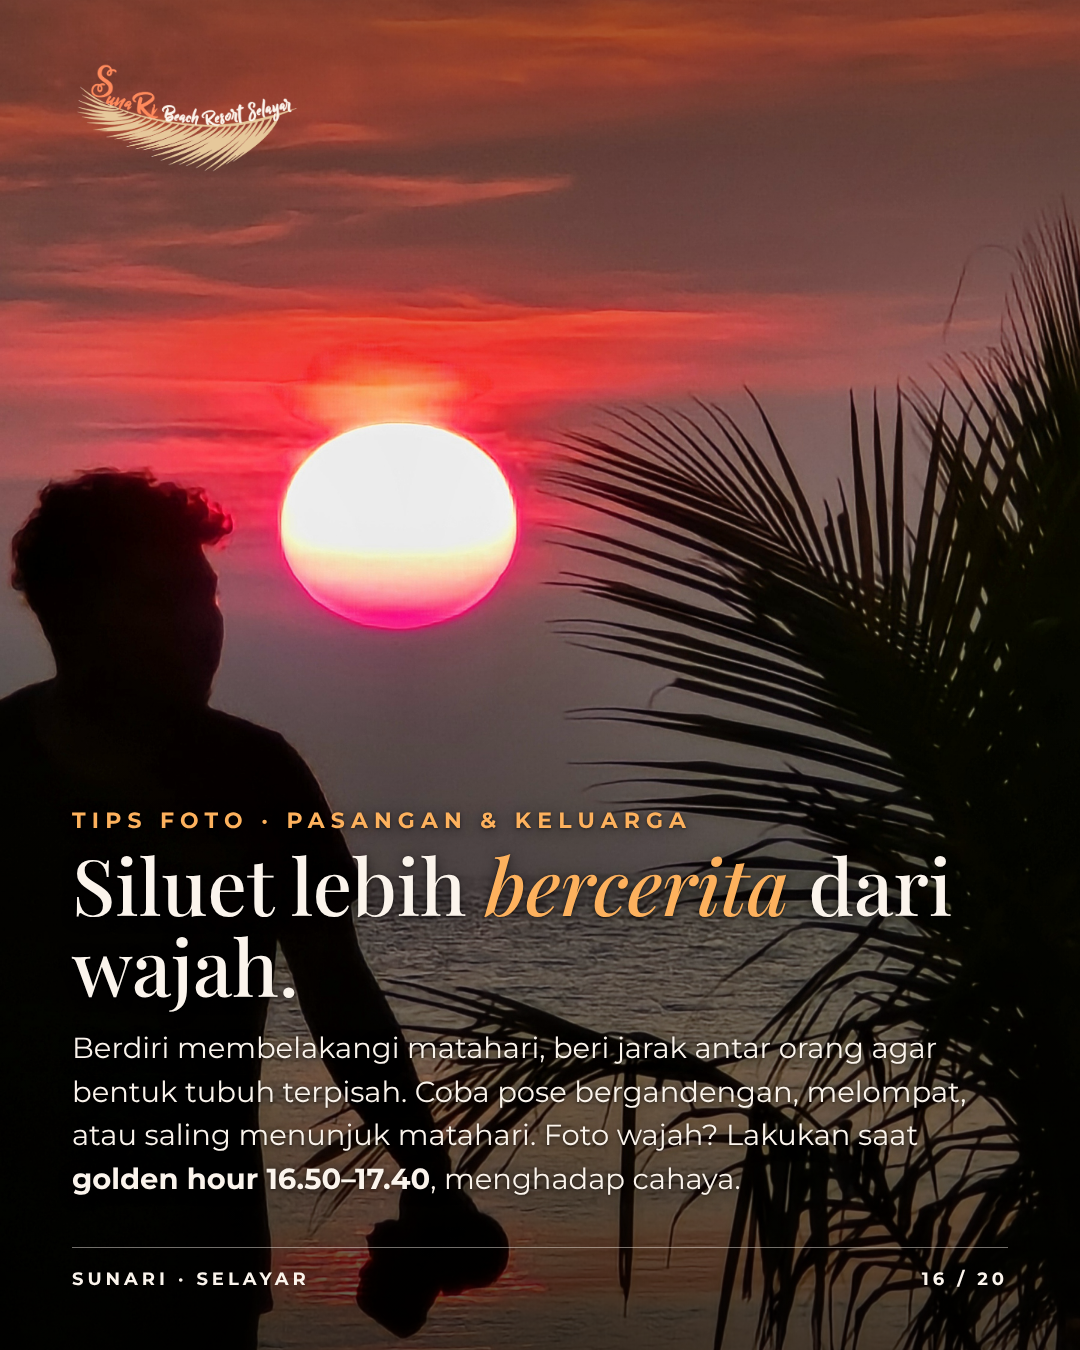 SunaRi Beach Resort Selayar
TIPS FOTO · PASANGAN & KELUARGA
Siluet lebih bercerita dari
wajah.
Berdiri membelakangi matahari, beri jarak antar orang agar
bentuk tubuh terpisah. Coba pose bergandengan, melompat,
atau saling menunjuk matahari. Foto wajah? Lakukan saat
golden hour 16.50–17.40, menghadap cahaya.
SUNARI · SELAYAR
16 / 20